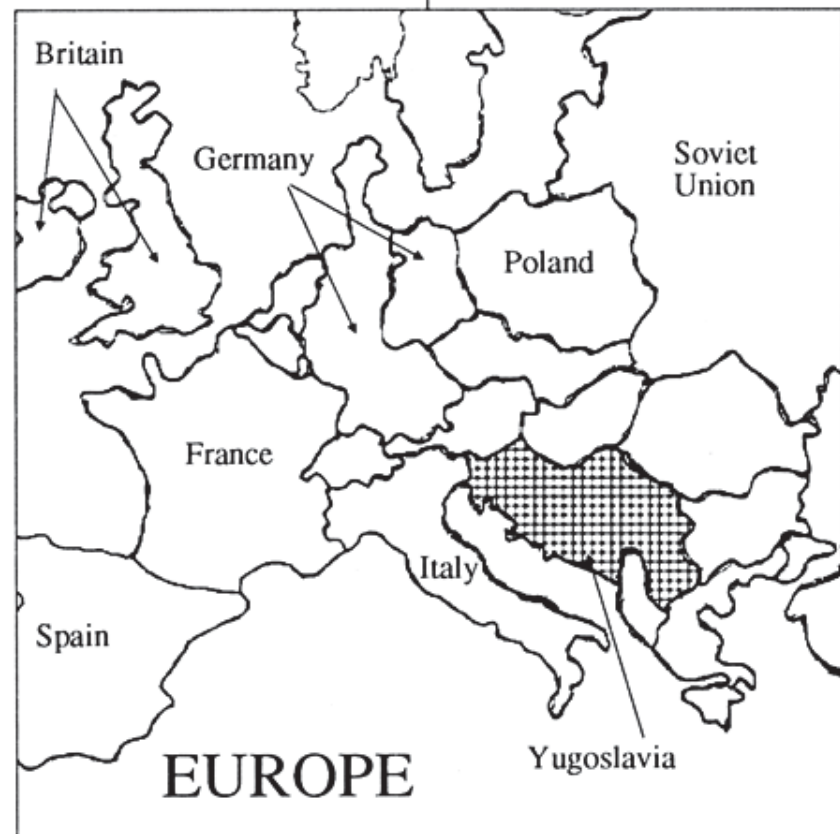 Britain
Germany
Soviet
Union
Poland
France
Italy
Spain
Yugoslavia
EUROPE